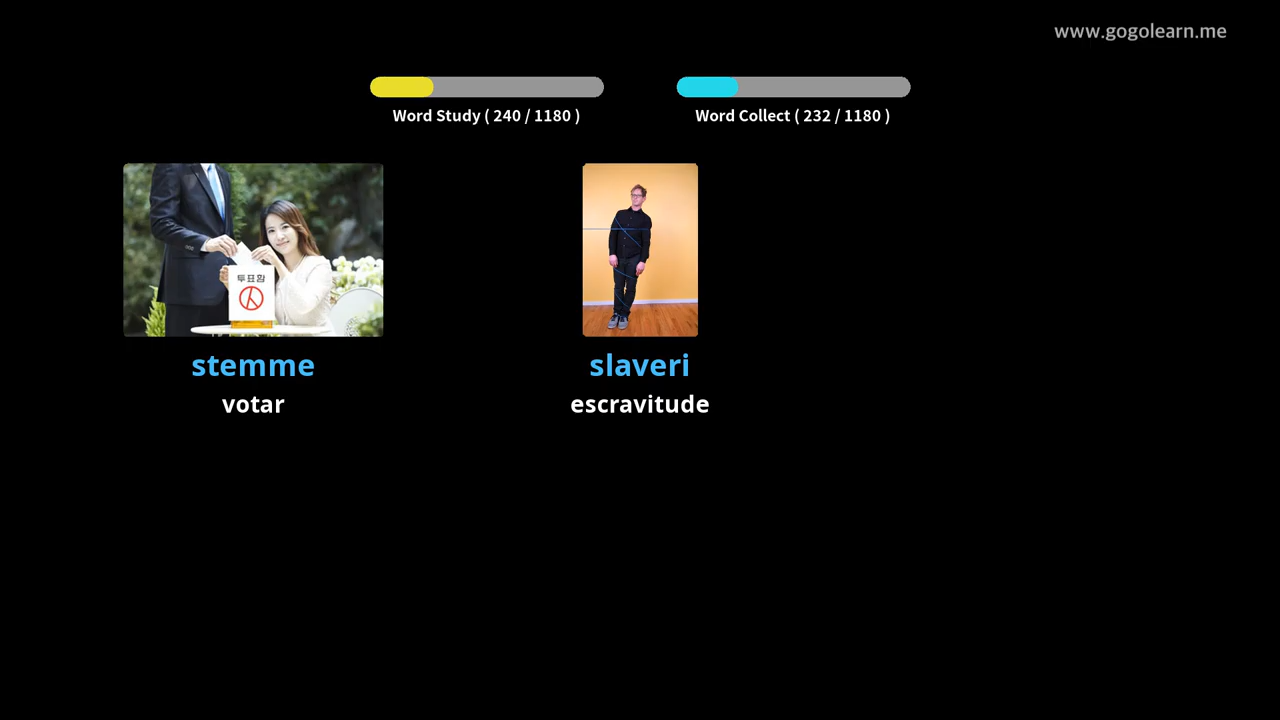 www.gogolearn.me
Word Study ( 240 / 1180 )
Word Collect ( 232 / 1180 )
투표함
stemme
votar
slaveri
escravitude